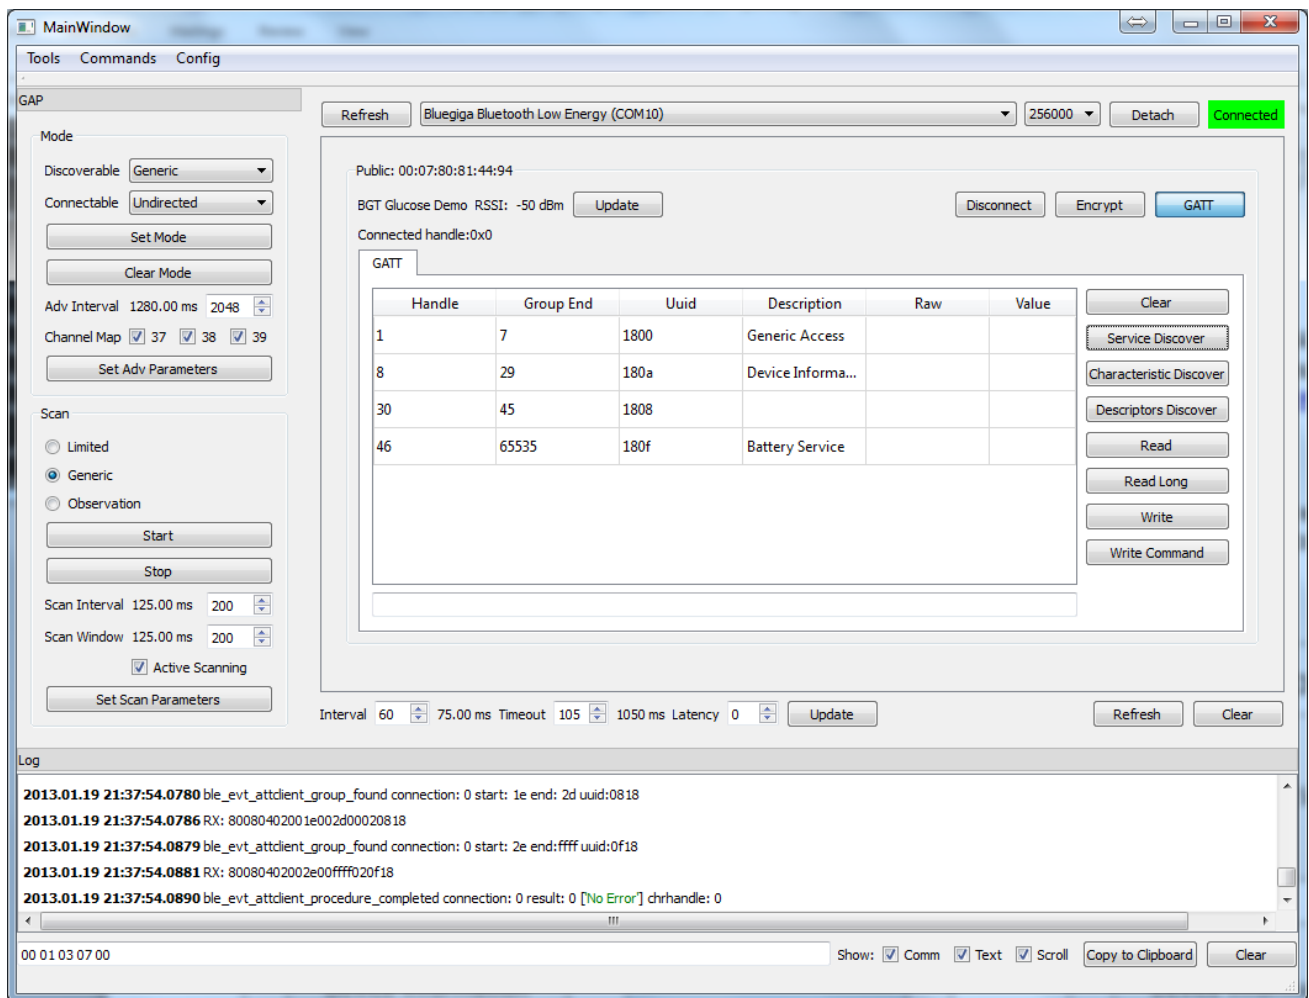 MainWindow
Tools Commands Config
GAP
Mode
Discoverable Generic
Connectable Undirected
Set Mode
Clear Mode
Adv Interval 1280.00 ms 2048
Channel Map 37 38 39
Set Adv Parameters
Scan
Limited
Generic
Observation
Start
Stop
Scan Interval 125.00 ms 200
Scan Window 125.00 ms 200
Active Scanning
Set Scan Parameters
Refresh Bluegiga Bluetooth Low Energy (COM10) 256000 Detach Connected
Public: 00:07:80:81:44:94
BGT Glucose Demo RSSI: -50 dBm Update Disconnect Encrypt GATT
Connected handle:0x0
GATT
Handle Group End Uuid Description Raw Value
1 7 1800 Generic Access
8 29 180a Device Informa...
30 45 1808
46 65535 180f Battery Service
Clear
Service Discover
Characteristic Discover
Descriptors Discover
Read
Read Long
Write
Write Command
Interval 60 75.00 ms Timeout 105 1050 ms Latency 0 Update Refresh Clear
Log
2013.01.19 21:37:54.0780 ble_evt_attclient_group_found connection: 0 start: 1e end: 2d uuid:0818
2013.01.19 21:37:54.0786 RX: 80080402001e002d00020818
2013.01.19 21:37:54.0879 ble_evt_attclient_group_found connection: 0 start: 2e end:ffff uuid:0f18
2013.01.19 21:37:54.0881 RX: 80080402002e00ffff020f18
2013.01.19 21:37:54.0890 ble_evt_attclient_procedure_completed connection: 0 result: 0 ['No Error'] chrhandle: 0
00 01 03 07 00 Show: Comm Text Scroll Copy to Clipboard Clear